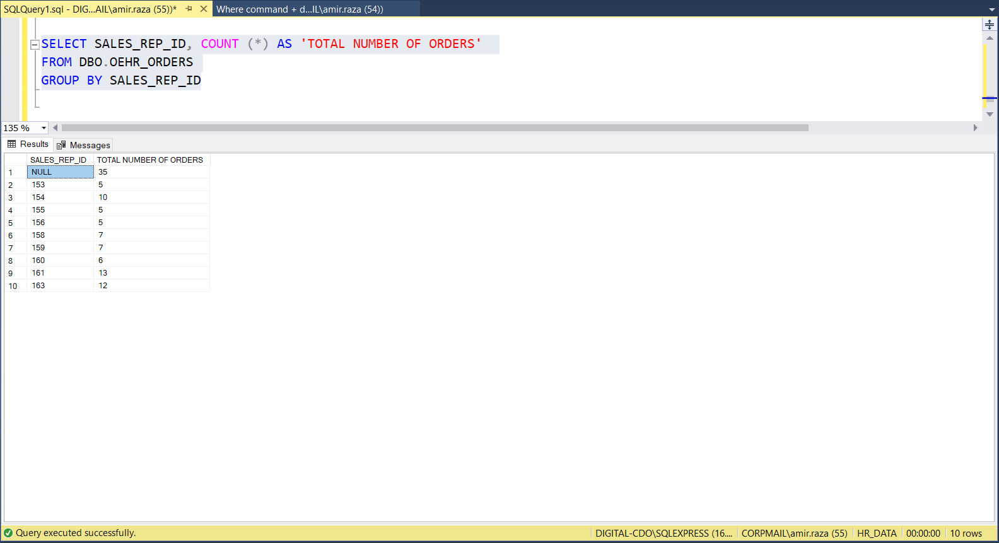 SQLQuery1.sql - DIG...AIL\amir.raza (55))* Where command + d...IL\amir.raza (54))
SELECT SALES_REP_ID, COUNT (*) AS 'TOTAL NUMBER OF ORDERS'
FROM DBO.OEHR_ORDERS
GROUP BY SALES_REP_ID
135 %
Results Messages
SALES_REP_ID TOTAL NUMBER OF ORDERS
1 NULL 35
2 153 5
3 154 10
4 155 5
5 156 5
6 158 7
7 159 7
8 160 6
9 161 13
10 163 12
Query executed successfully. DIGITAL-CDO\SQLEXPRESS (16.... CORPMAIL\amir.raza (55) HR_DATA 00:00:00 10 rows